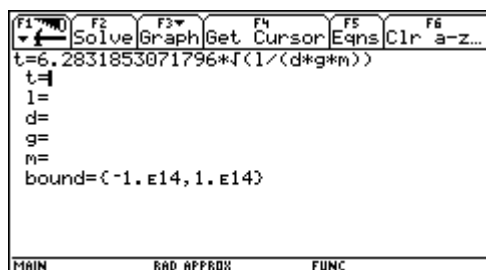 F1 F2 F3▼ F4 F5 F6
Solve Graph Get Cursor Eqns Clr a-z…
t=6.2831853071796*√(l/(d*g*m))
t=
l=
d=
g=
m=
bound={-1.E14,1.E14}
MAIN RAD APPROX FUNC